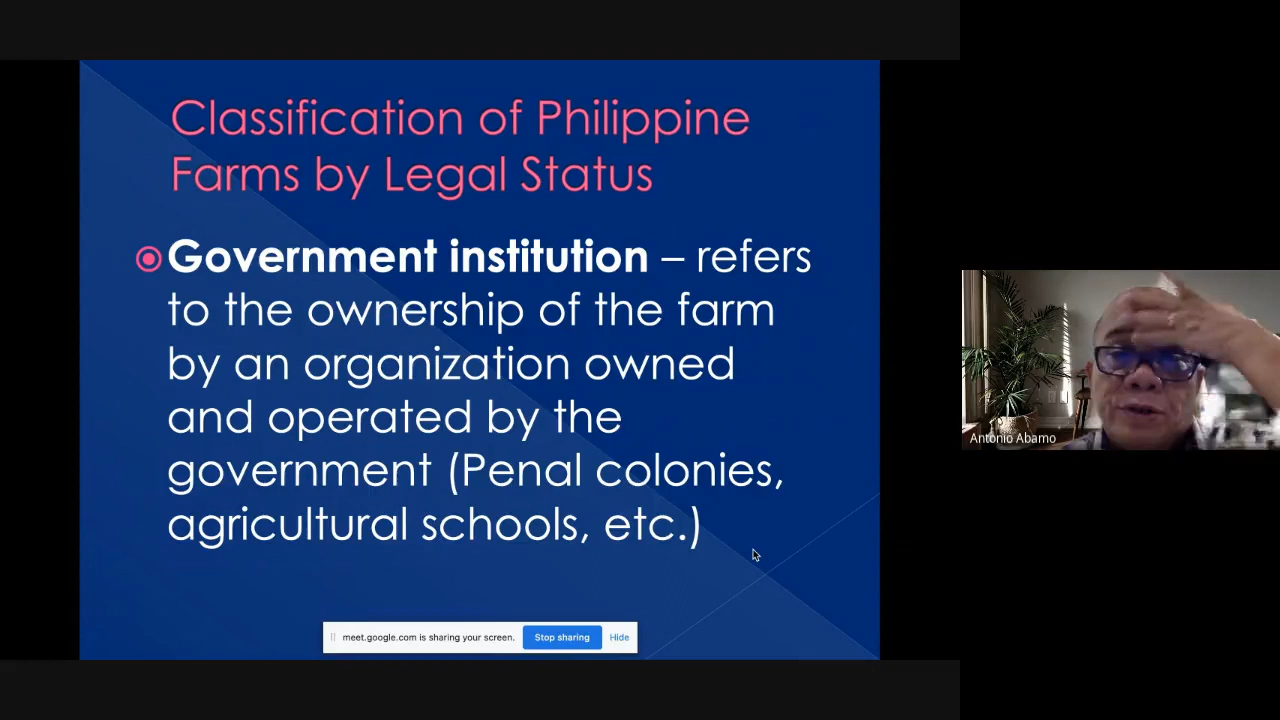 Classification of Philippine
Farms by Legal Status
Government institution – refers
to the ownership of the farm
by an organization owned
and operated by the
government (Penal colonies,
agricultural schools, etc.)
meet.google.com is sharing your screen. Stop sharing Hide
Antonio Abamo